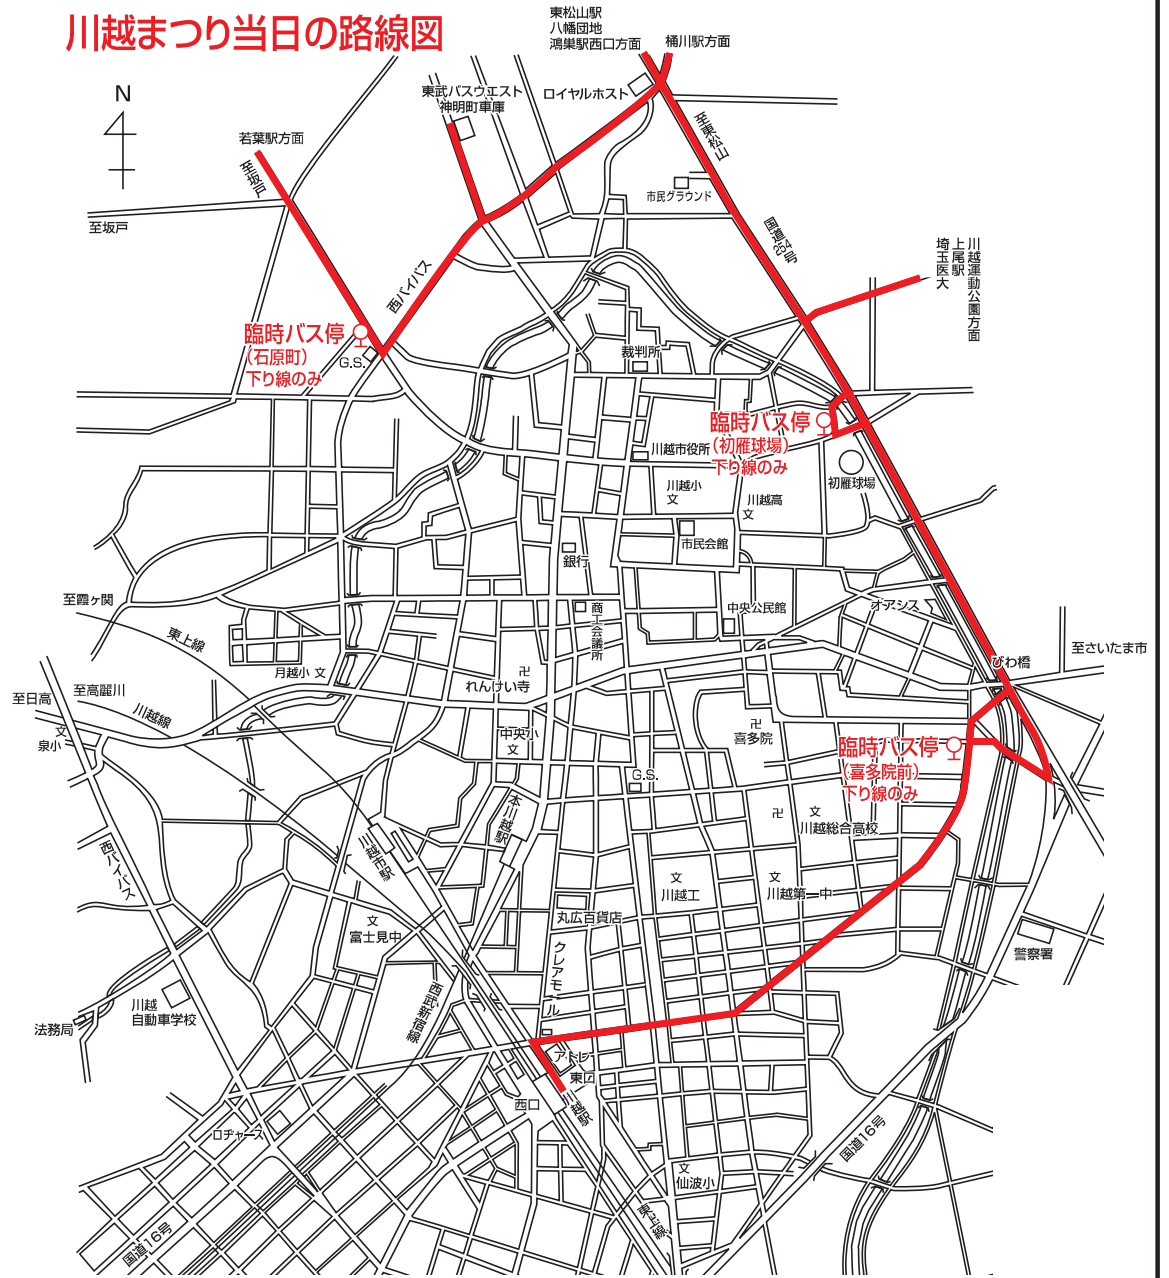 川越まつり当日の路線図
東松山駅
八幡団地
鴻巣駅西口方面
桶川駅方面
N
東武バスウエスト
神明町車庫
ロイヤルホスト
若葉駅方面
至坂戸
至東松山
市民グラウンド
至坂戸
国道254号
川越運動公園方面
上尾駅
埼玉医大
西バイパス
臨時バス停
(石原町)
下り線のみ
G.S.
裁判所
臨時バス停
(初雁球場)
下り線のみ
川越市役所
初雁球場
川越小
文
川越高
文
市民会館
銀行
至霞ヶ関
商工会議所
中央公民館
オアシス
東上線
月越小 文
びわ橋
至さいたま市
卍
れんけい寺
至日高
至高麗川
川越線
文
泉小
中央小
文
卍
喜多院
臨時バス停
(喜多院前)
下り線のみ
G.S.
本川越駅
卍
文
川越総合高校
川越市駅
西バイパス
文
川越工
文
川越第一中
丸広百貨店
文
富士見中
クレアモール
警察署
西武新宿線
川越
自動車学校
法務局
アトレ
東口
西口
川越駅
ロヂャース
国道16号
文
仙波小
東上線
国道16号